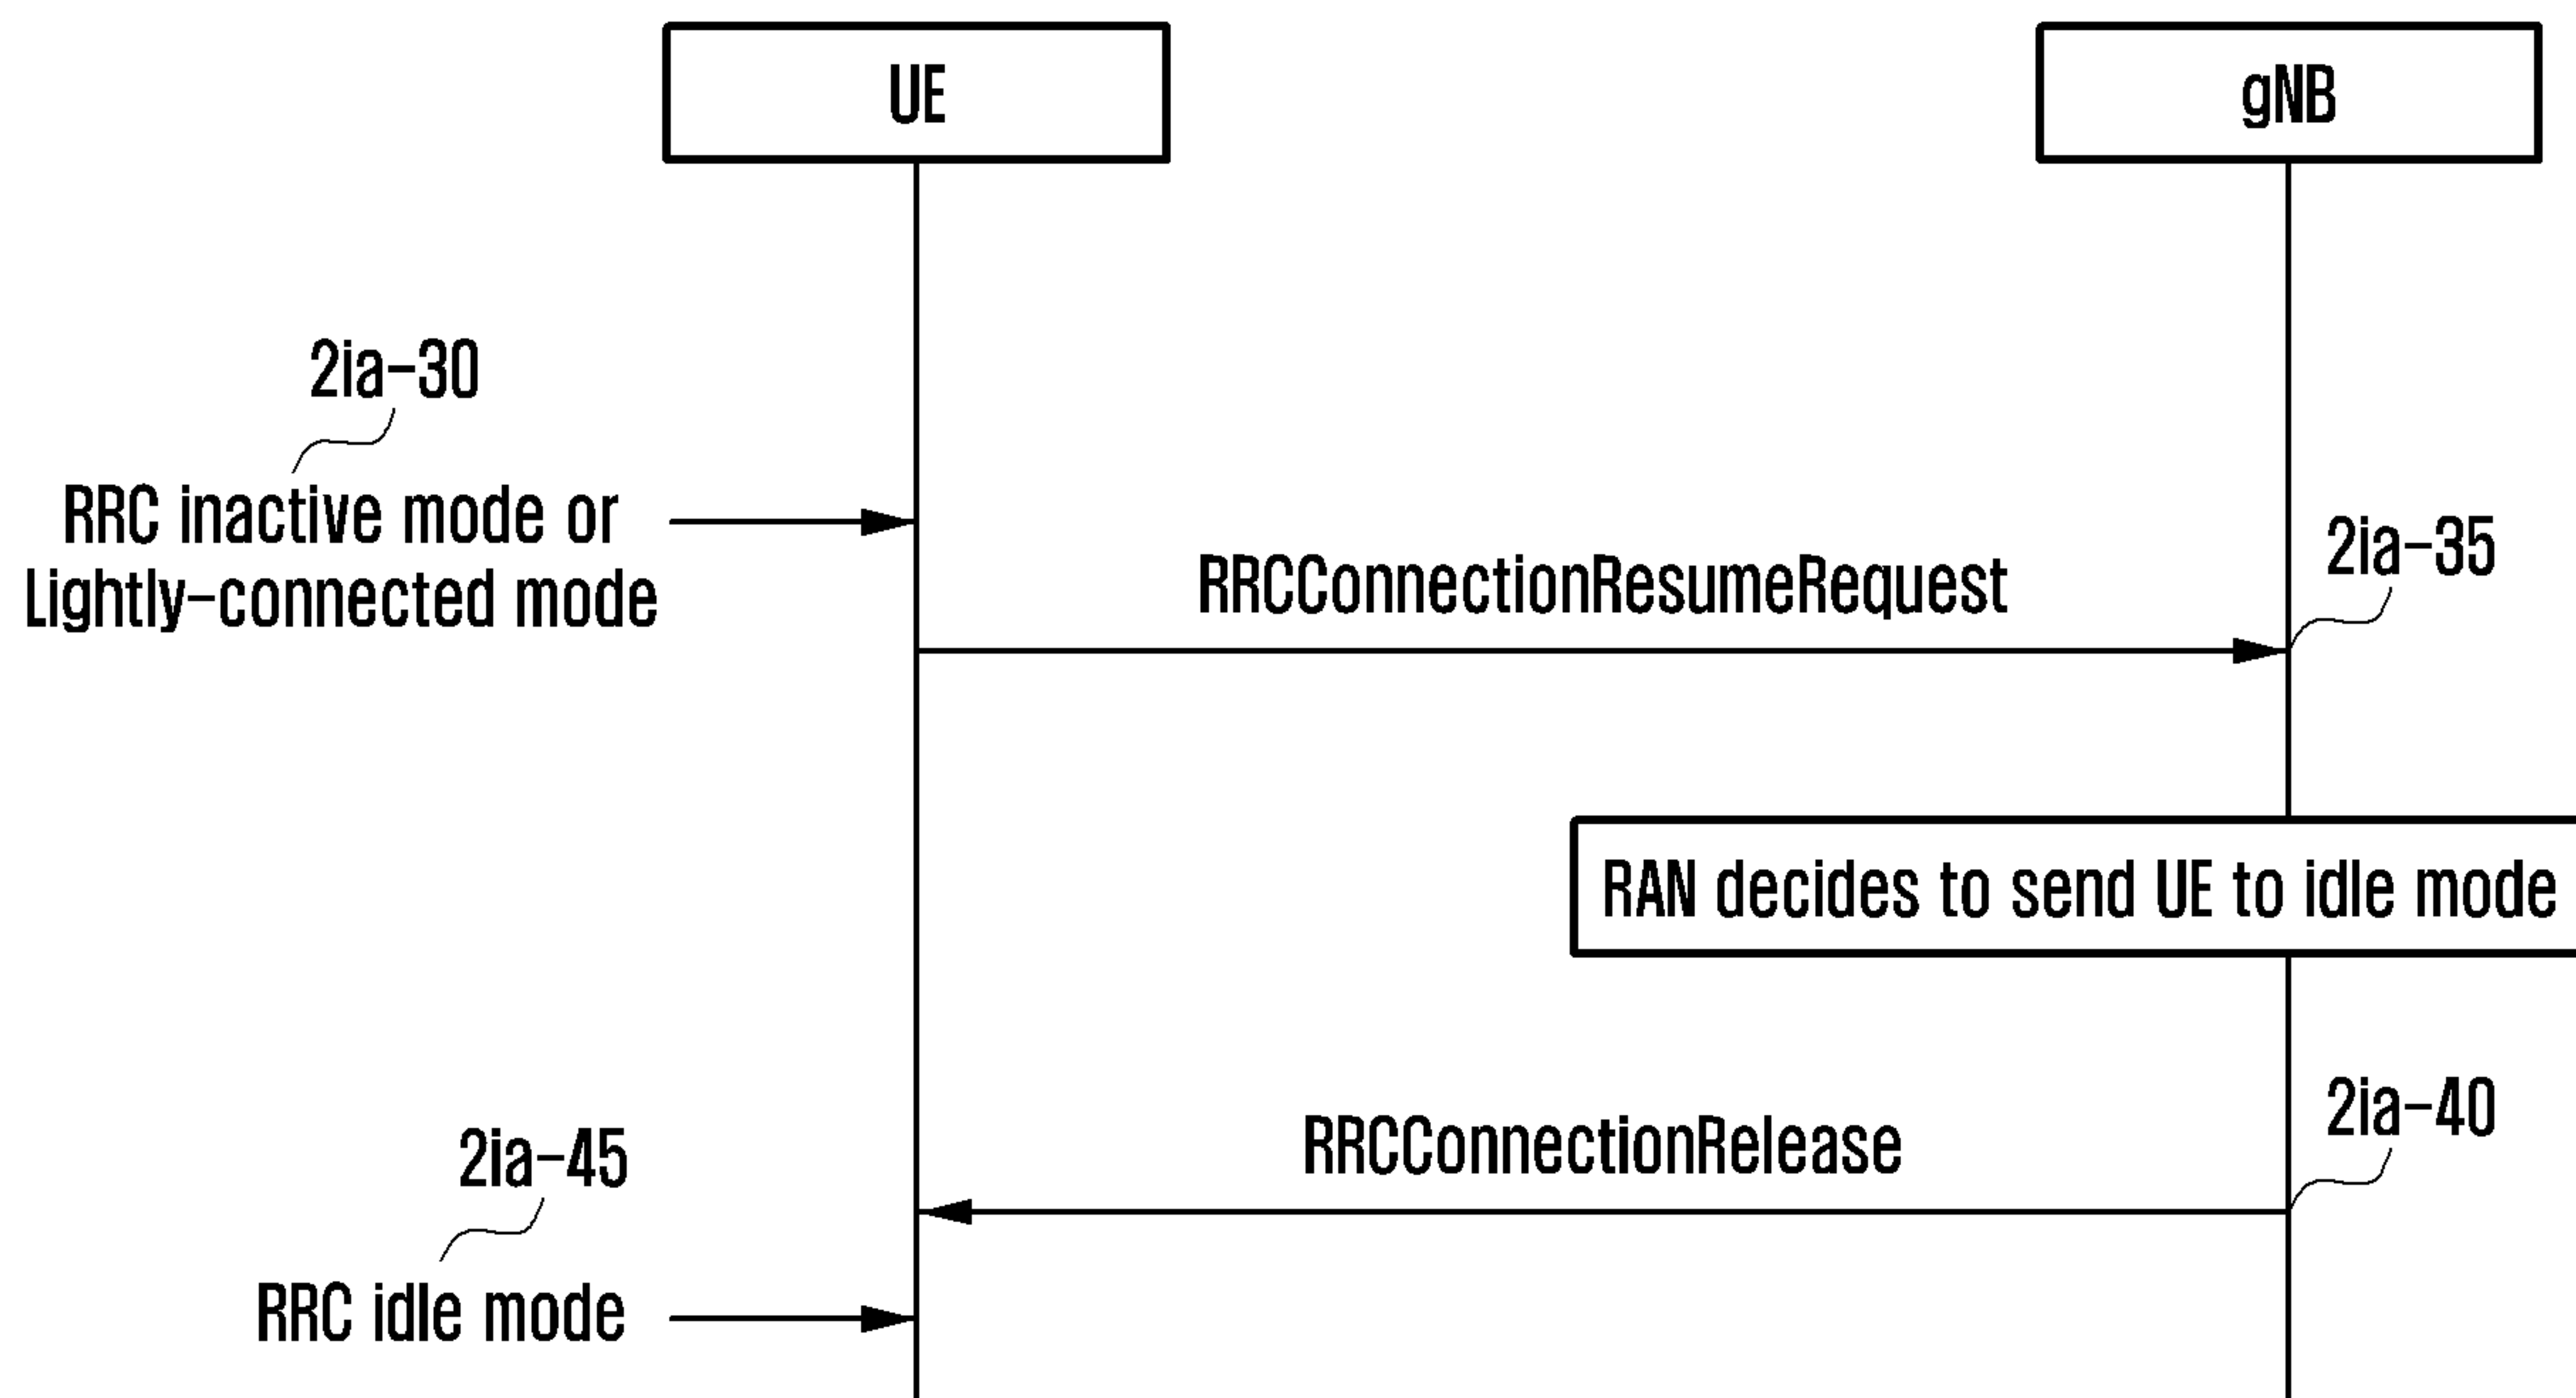 UE
gNB
2ia-30
RRC inactive mode or
Lightly-connected mode
RRCConnectionResumeRequest
2ia-35
RAN decides to send UE to idle mode
RRCConnectionRelease
2ia-40
2ia-45
RRC idle mode